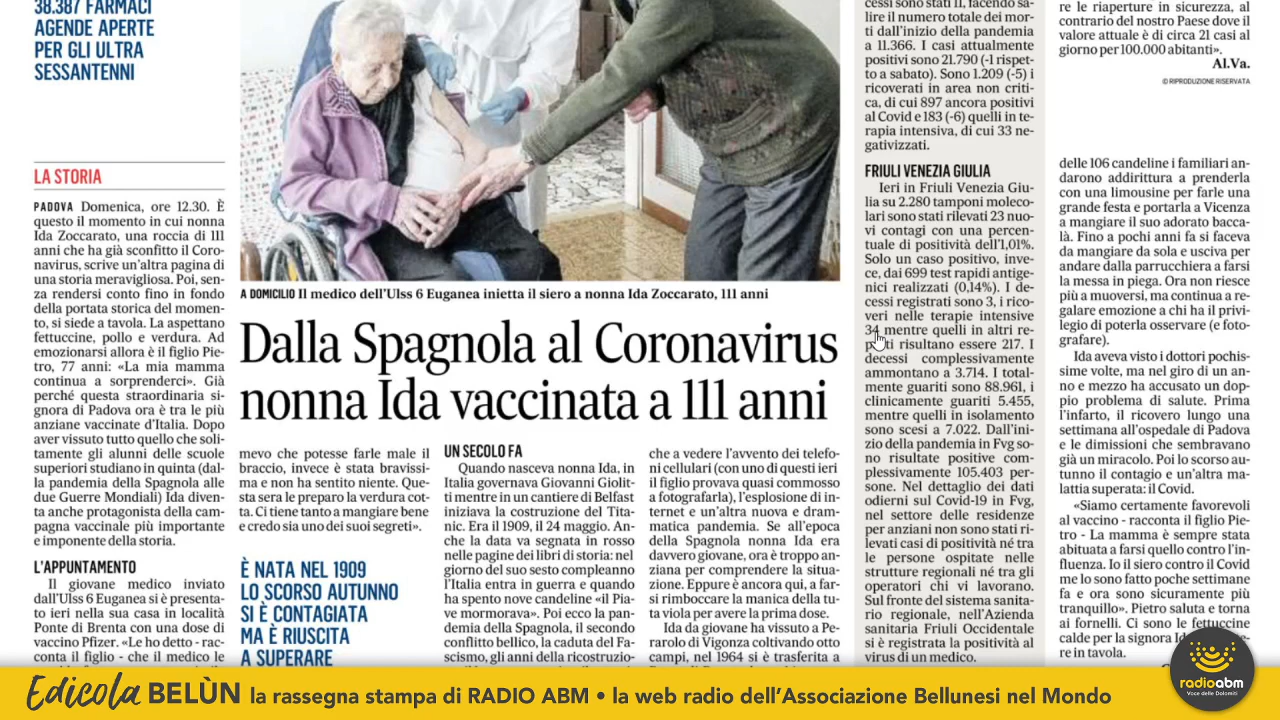 38.387 FARMACI
AGENDE APERTE
PER GLI ULTRA
SESSANTENNI
LA STORIA
PADOVA Domenica, ore 12.30. È
questo il momento in cui nonna
Ida Zoccarato, una roccia di 111
anni che ha già sconfitto il Coro-
navirus, scrive un'altra pagina di
una storia meravigliosa. Poi, sen-
za rendersi conto fino in fondo
della portata storica del momen-
to, si siede a tavola. La aspettano
fettuccine, pollo e verdura. Ad
emozionarsi allora è il figlio Pie-
tro, 77 anni: «La mia mamma
continua a sorprenderci». Già
perché questa straordinaria si-
gnora di Padova ora è tra le più
anziane vaccinate d'Italia. Dopo
aver vissuto tutto quello che soli-
tamente gli alunni delle scuole
superiori studiano in quinta (dal-
la pandemia della Spagnola alle
due Guerre Mondiali) Ida diven-
ta anche protagonista della cam-
pagna vaccinale più importante
e imponente della storia.
L'APPUNTAMENTO
Il giovane medico inviato
dall'Ulss 6 Euganea si è presenta-
to ieri nella sua casa in località
Ponte di Brenta con una dose di
vaccino Pfizer. «Le ho detto - rac-
conta il figlio - che il medico le
A DOMICILIO Il medico dell'Ulss 6 Euganea inietta il siero a nonna Ida Zoccarato, 111 anni
Dalla Spagnola al Coronavirus
nonna Ida vaccinata a 111 anni
mevo che potesse farle male il
braccio, invece è stata bravissi-
ma e non ha sentito niente. Que-
sta sera le preparo la verdura cot-
ta. Ci tiene tanto a mangiare bene
e credo sia uno dei suoi segreti».
È NATA NEL 1909
LO SCORSO AUTUNNO
SI È CONTAGIATA
MA È RIUSCITA
A SUPERARE
UN SECOLO FA
Quando nasceva nonna Ida, in
Italia governava Giovanni Giolit-
ti mentre in un cantiere di Belfast
iniziava la costruzione del Tita-
nic. Era il 1909, il 24 maggio. An-
che la data va segnata in rosso
nelle pagine dei libri di storia: nel
giorno del suo sesto compleanno
l'Italia entra in guerra e quando
ha spento nove candeline «il Pia-
ve mormorava». Poi ecco la pan-
demia della Spagnola, il secondo
conflitto bellico, la caduta del Fa-
scismo, gli anni della ricostruzio-
che a vedere l'avvento dei telefo-
ni cellulari (con uno di questi ieri
il figlio provava quasi commosso
a fotografarla), l'esplosione di in-
ternet e un'altra nuova e dram-
matica pandemia. Se all'epoca
della Spagnola nonna Ida era
davvero giovane, ora è troppo an-
ziana per comprendere la situa-
zione. Eppure è ancora qui, a far-
si rimboccare la manica della tu-
ta viola per avere la prima dose.
Ida da giovane ha vissuto a Pe-
rarolo di Vigonza coltivando otto
campi, nel 1964 si è trasferita a
cessi sono stati 11, facendo sa-
lire il numero totale dei mor-
ti dall'inizio della pandemia
a 11.366. I casi attualmente
positivi sono 21.790 (-1 rispet-
to a sabato). Sono 1.209 (-5) i
ricoverati in area non criti-
ca, di cui 897 ancora positivi
al Covid e 183 (-6) quelli in te-
rapia intensiva, di cui 33 ne-
gativizzati.
FRIULI VENEZIA GIULIA
Ieri in Friuli Venezia Giu-
lia su 2.280 tamponi moleco-
lari sono stati rilevati 23 nuo-
vi contagi con una percen-
tuale di positività dell'1,01%.
Solo un caso positivo, inve-
ce, dai 699 test rapidi antige-
nici realizzati (0,14%). I de-
cessi registrati sono 3, i rico-
veri nelle terapie intensive
34 mentre quelli in altri re-
parti risultano essere 217. I
decessi complessivamente
ammontano a 3.714. I total-
mente guariti sono 88.961, i
clinicamente guariti 5.455,
mentre quelli in isolamento
sono scesi a 7.022. Dall'ini-
zio della pandemia in Fvg so-
no risultate positive com-
plessivamente 105.403 per-
sone. Nel dettaglio dei dati
odierni sul Covid-19 in Fvg,
nel settore delle residenze
per anziani non sono stati ri-
levati casi di positività né tra
le persone ospitate nelle
strutture regionali né tra gli
operatori che vi lavorano.
Sul fronte del sistema sanita-
rio regionale, nell'Azienda
sanitaria Friuli Occidentale
si è registrata la positività al
virus di un medico.
re le riaperture in sicurezza, al
contrario del nostro Paese dove il
valore attuale è di circa 21 casi al
giorno per 100.000 abitanti».
Al.Va.
© RIPRODUZIONE RISERVATA
delle 106 candeline i familiari an-
darono addirittura a prenderla
con una limousine per farle una
grande festa e portarla a Vicenza
a mangiare il suo adorato bacca-
là. Fino a pochi anni fa si faceva
da mangiare da sola e usciva per
andare dalla parrucchiera a farsi
la messa in piega. Ora non riesce
più a muoversi, ma continua a re-
galare emozione a chi ha il privi-
legio di poterla osservare (e foto-
grafare).
Ida aveva visto i dottori pochis-
sime volte, ma nel giro di un an-
no e mezzo ha accusato un dop-
pio problema di salute. Prima
l'infarto, il ricovero lungo una
settimana all'ospedale di Padova
e le dimissioni che sembravano
già un miracolo. Poi lo scorso au-
tunno il contagio e un'altra ma-
lattia superata: il Covid.
«Siamo certamente favorevoli
al vaccino - racconta il figlio Pie-
tro - La mamma è sempre stata
abituata a farsi quello contro l'in-
fluenza. Io il siero contro il Covid
me lo sono fatto poche settimane
fa e ora sono sicuramente più
tranquillo». Pietro saluta e torna
ai fornelli. Ci sono le fettuccine
calde per la signora
re in tavola.
Edicola BELÙN la rassegna stampa di RADIO ABM • la web radio dell'Associazione Bellunesi nel Mondo
radioabm
Voce delle Dolomiti